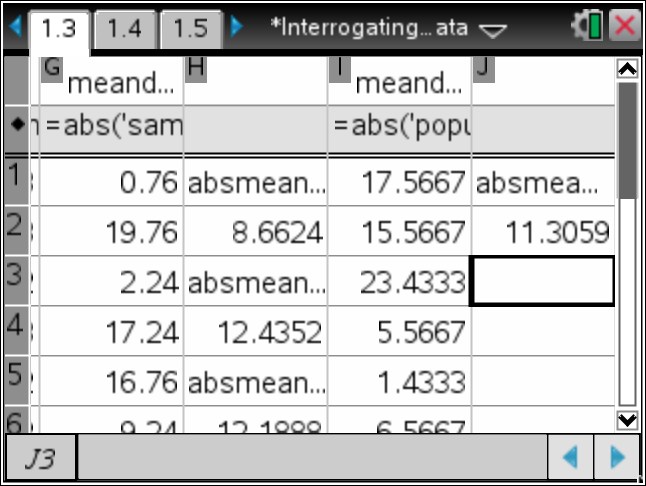 1.3 1.4 1.5 *Interrogating...ata
G meand... H I meand... J
=abs('sam =abs('popu
1 0.76 absmean... 17.5667 absmea...
2 19.76 8.6624 15.5667 11.3059
3 2.24 absmean... 23.4333
4 17.24 12.4352 5.5667
5 16.76 absmean... 1.4333
6 9.24 12.1888 6.5667
J3